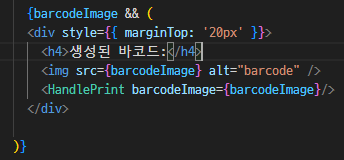 {barcodeImage && (
<div style={{ marginTop: '20px' }}>
<h4>생성된 바코드:</h4>
<img src={barcodeImage} alt="barcode" />
<HandlePrint barcodeImage={barcodeImage}/>
</div>
)}